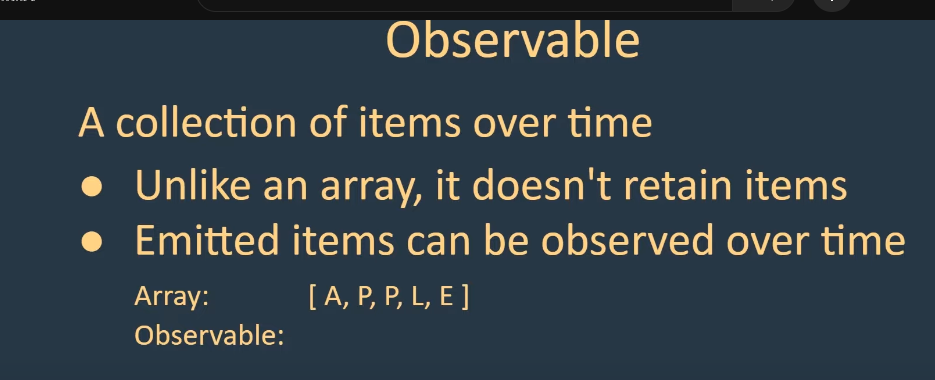 Observable
A collection of items over time
● Unlike an array, it doesn't retain items
● Emitted items can be observed over time
Array: [ A, P, P, L, E ]
Observable: